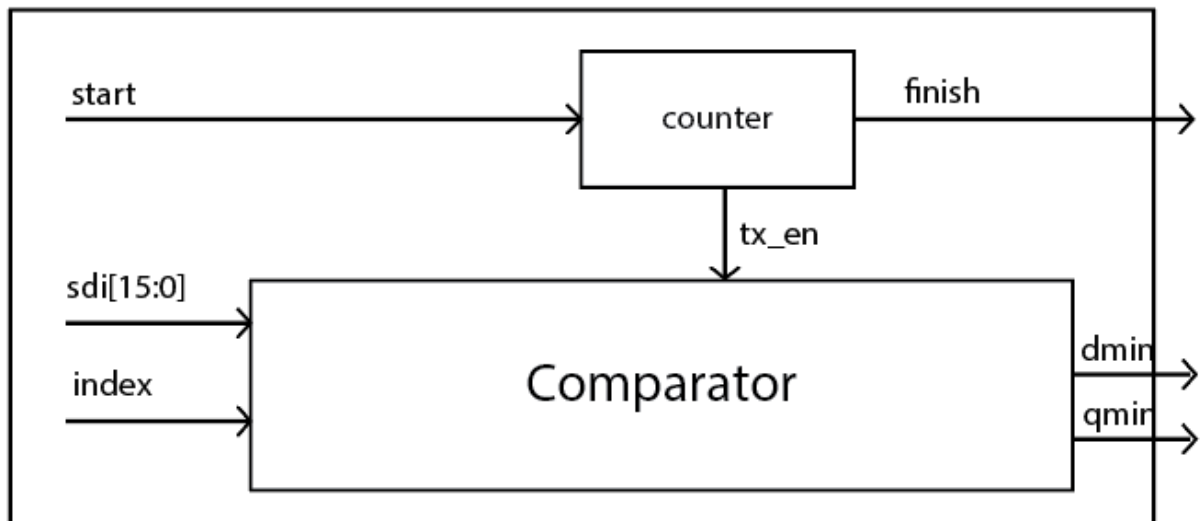 start
counter
finish
tx_en
sdi[15:0]
index
Comparator
dmin
qmin